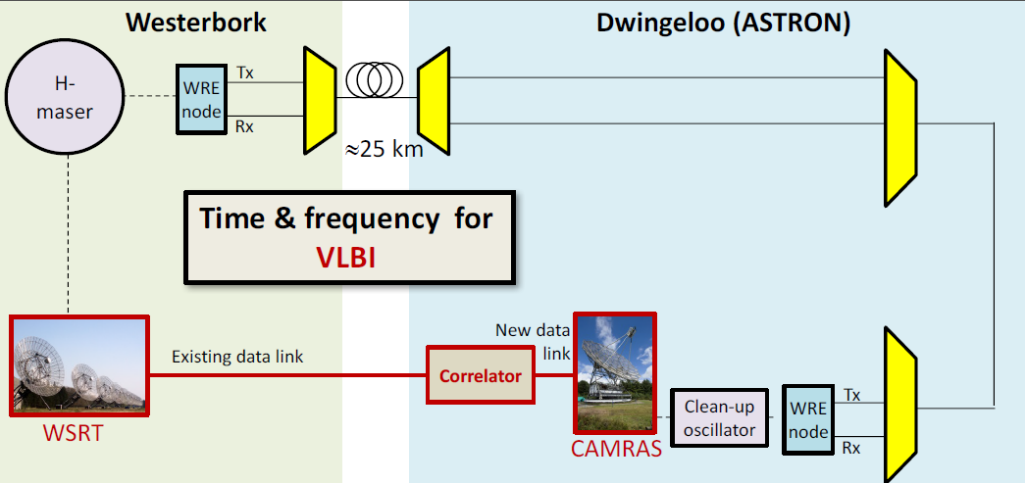 Westerbork
Dwingeloo (ASTRON)
H-
maser
WRE
node
Tx
Rx
≈25 km
Time & frequency for
VLBI
Existing data link
New data
link
Correlator
WSRT
CAMRAS
Clean-up
oscillator
WRE
node
Tx
Rx